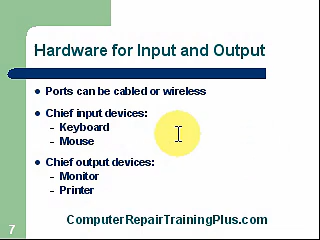 Hardware for Input and Output
● Ports can be cabled or wireless
● Chief input devices:
- Keyboard
- Mouse
● Chief output devices:
- Monitor
- Printer
7
ComputerRepairTrainingPlus.com